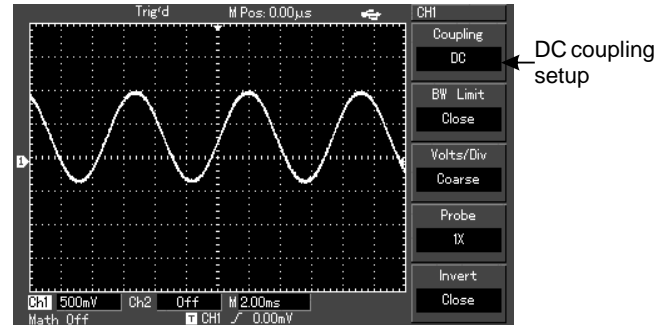 Trig'd M Pos: 0.00μs CH1
Coupling
DC
DC coupling
setup
BW Limit
Close
Volts/Div
Coarse
Probe
1X
Invert
Close
1
Ch1 500mV Ch2 Off M 2.00ms
Math Off T CH1 0.00mV